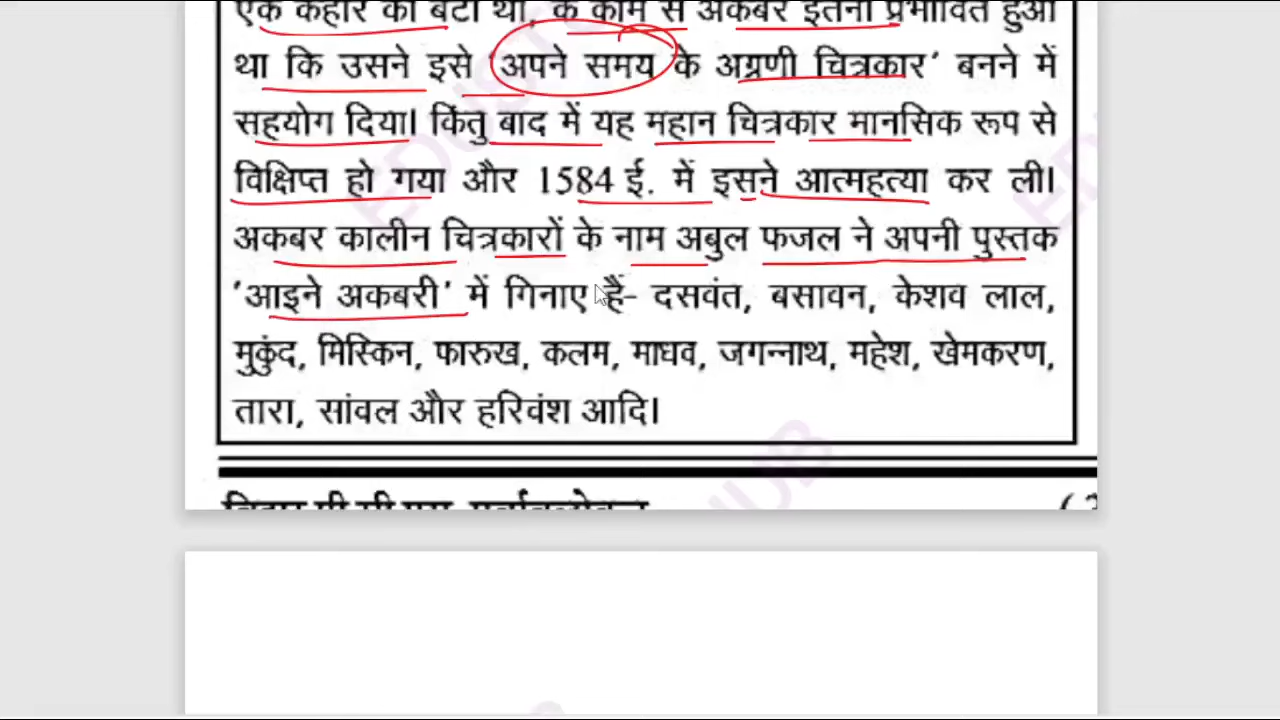 एक कहार का बेटा था, के काम से अकबर इतना प्रभावित हुआ
था कि उसने इसे 'अपने समय के अग्रणी चित्रकार' बनने में
सहयोग दिया। किंतु बाद में यह महान चित्रकार मानसिक रूप से
विक्षिप्त हो गया और 1584 ई. में इसने आत्महत्या कर ली।
अकबर कालीन चित्रकारों के नाम अबुल फजल ने अपनी पुस्तक
'आइने अकबरी' में गिनाए हैं- दसवंत, बसावन, केशव लाल,
मुकुंद, मिस्किन, फारुख, कलम, माधव, जगन्नाथ, महेश, खेमकरण,
तारा, सांवल और हरिवंश आदि।